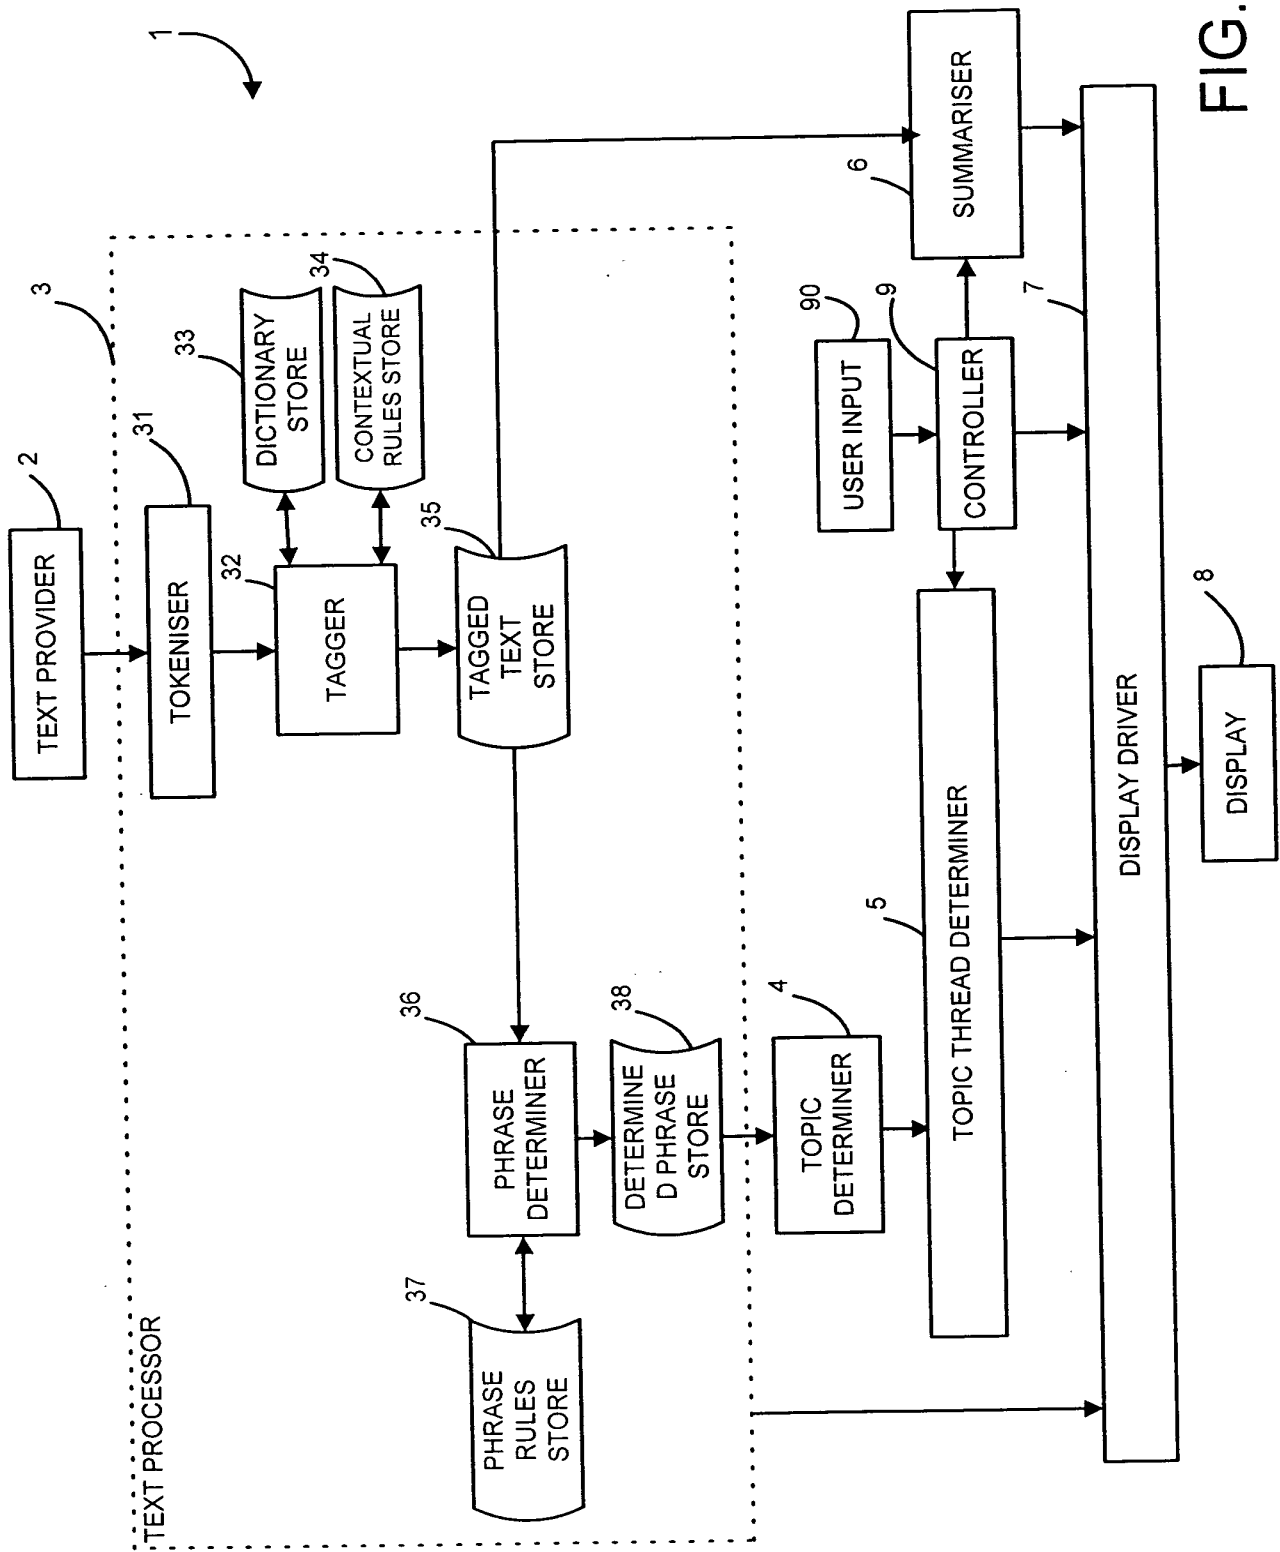 1
TEXT PROVIDER
2
3
TEXT PROCESSOR
TOKENISER
31
TAGGER
32
DICTIONARY
STORE
33
CONTEXTUAL
RULES STORE
34
TAGGED
TEXT
STORE
35
PHRASE
RULES
STORE
37
PHRASE
DETERMINER
36
DETERMINE
D PHRASE
STORE
38
TOPIC
DETERMINER
4
USER INPUT
90
CONTROLLER
9
SUMMARISER
6
TOPIC THREAD DETERMINER
5
DISPLAY DRIVER
7
DISPLAY
8
FIG.